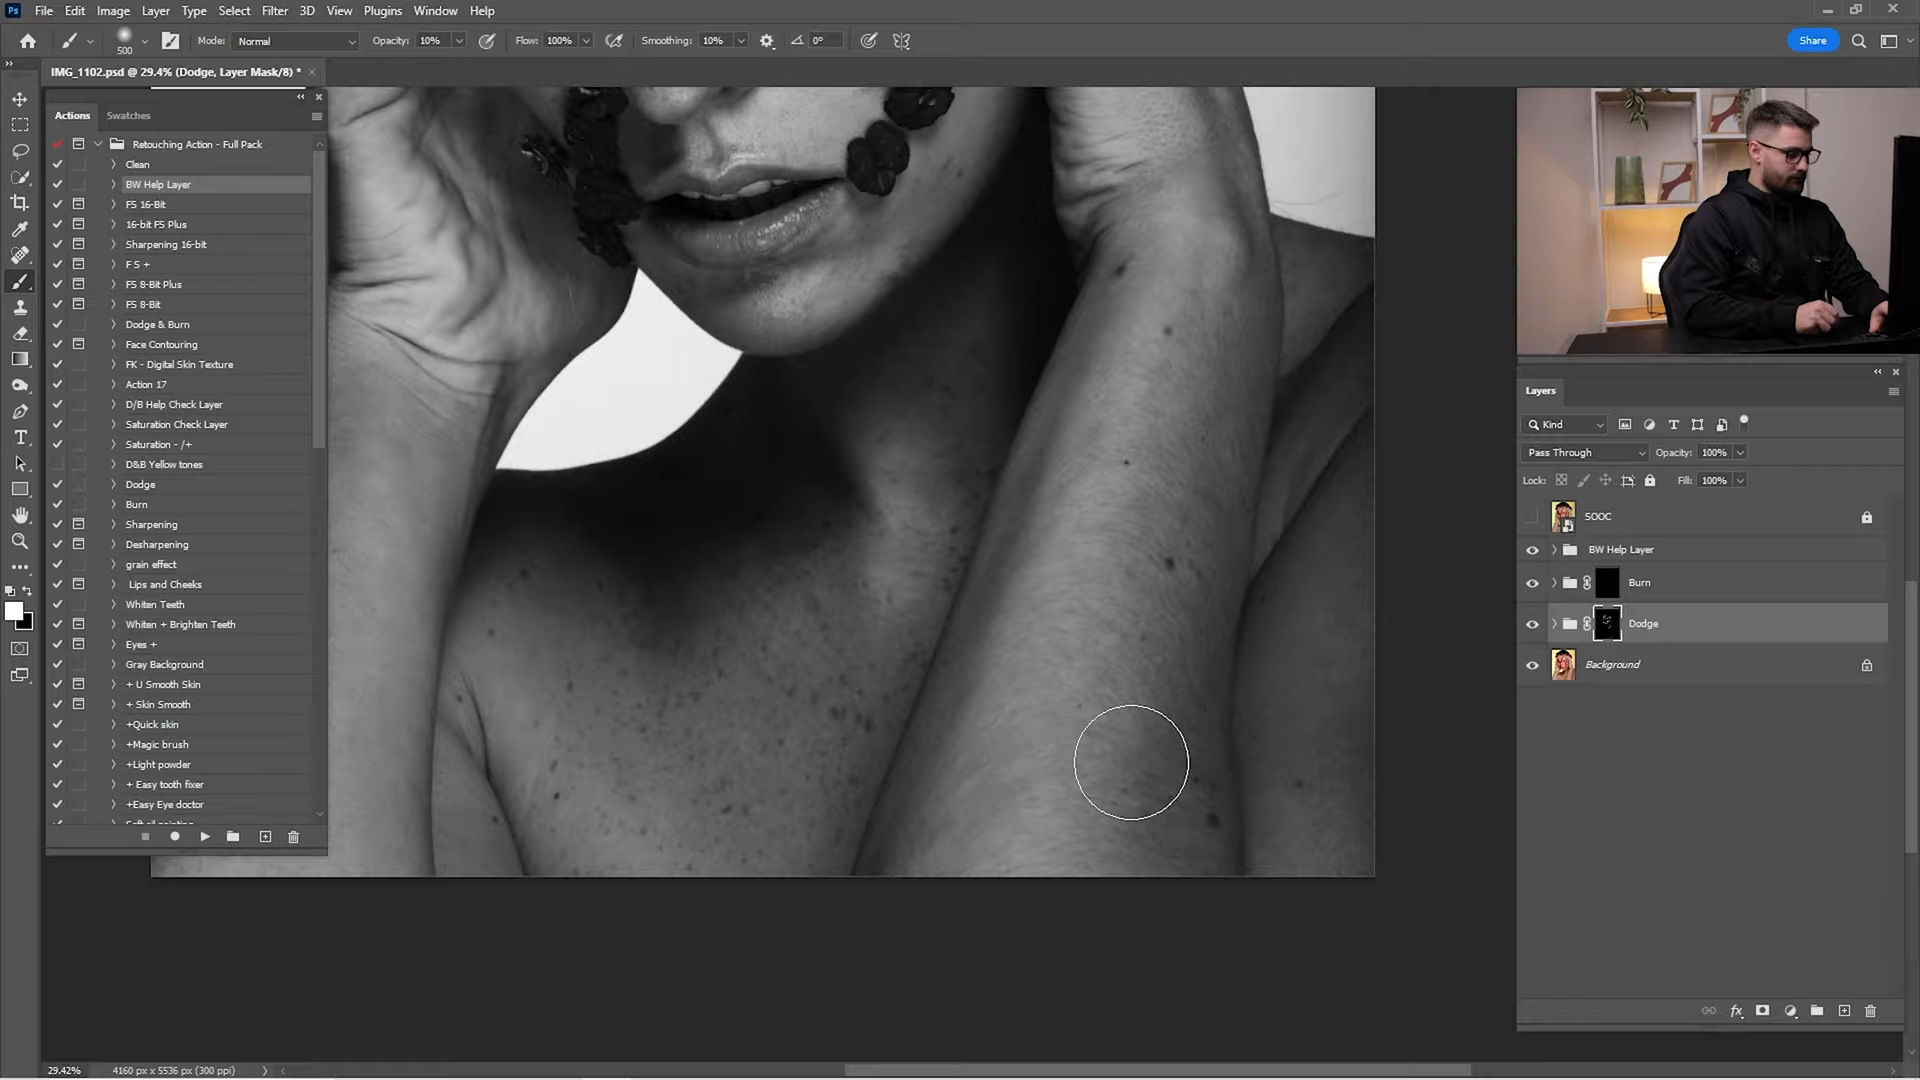 Ps File Edit Image Layer Type Select Filter 3D View Plugins Window Help
500 Mode: Normal Opacity: 10% Flow: 100% Smoothing: 10% 0° Share
IMG_1102.psd @ 29.4% (Dodge, Layer Mask/8) *
Actions Swatches
Retouching Action - Full Pack
Clean
BW Help Layer
FS 16-Bit
16-bit FS Plus
Sharpening 16-bit
F S +
FS 8-Bit Plus
FS 8-Bit
Dodge & Burn
Face Contouring
FK - Digital Skin Texture
Action 17
D/B Help Check Layer
Saturation Check Layer
Saturation - /+
D&B Yellow tones
Dodge
Burn
Sharpening
Desharpening
grain effect
Lips and Cheeks
Whiten Teeth
Whiten + Brighten Teeth
Eyes +
Gray Background
+ U Smooth Skin
+ Skin Smooth
+Quick skin
+Magic brush
+Light powder
+ Easy tooth fixer
+Easy Eye doctor
Layers
Kind
Pass Through Opacity: 100%
Lock: Fill: 100%
SOOC
BW Help Layer
Burn
Dodge
Background
fx
29.42% 4160 px x 5536 px (300 ppi)